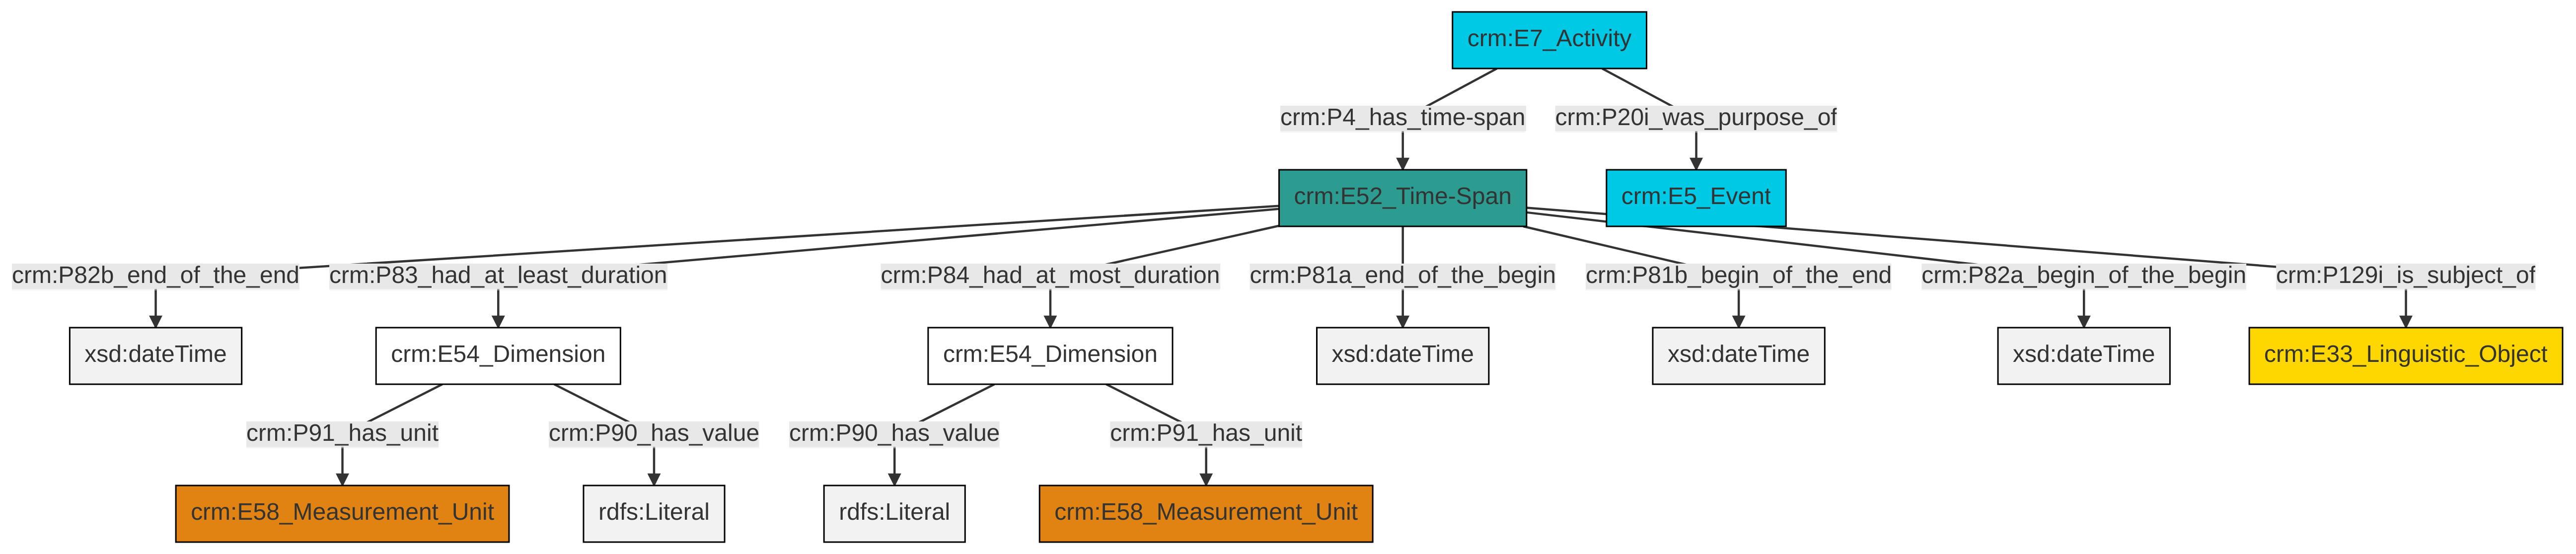 crm:E7_Activity
crm:P4_has_time-span
crm:P20i_was_purpose_of
crm:E52_Time-Span
crm:E5_Event
crm:P82b_end_of_the_end
crm:P83_had_at_least_duration
crm:P84_had_at_most_duration
crm:P81a_end_of_the_begin
crm:P81b_begin_of_the_end
crm:P82a_begin_of_the_begin
crm:P129i_is_subject_of
xsd:dateTime
crm:E54_Dimension
crm:E54_Dimension
xsd:dateTime
xsd:dateTime
xsd:dateTime
crm:E33_Linguistic_Object
crm:P91_has_unit
crm:P90_has_value
crm:P90_has_value
crm:P91_has_unit
crm:E58_Measurement_Unit
rdfs:Literal
rdfs:Literal
crm:E58_Measurement_Unit